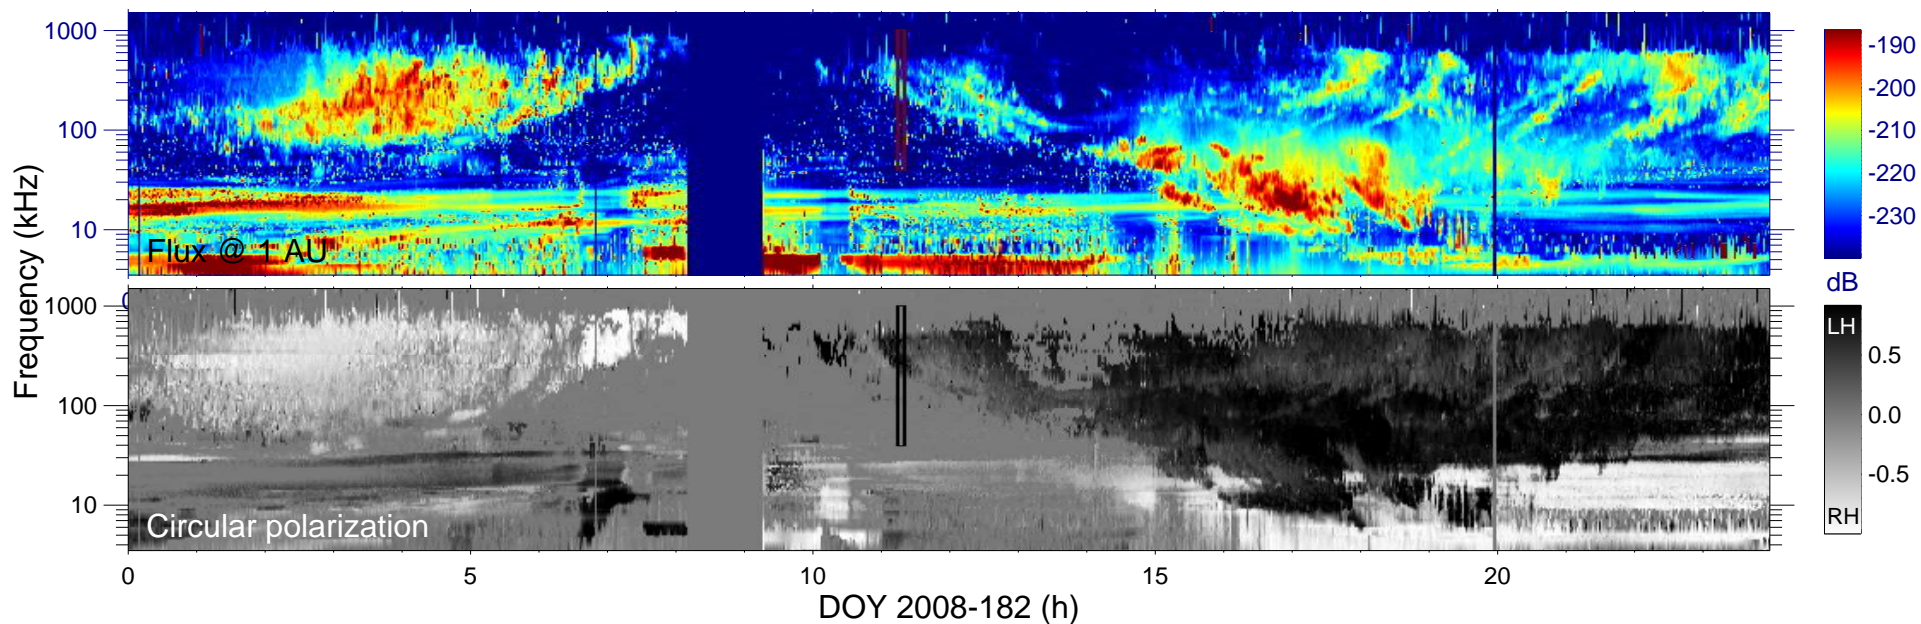 1000
100
10
Flux @ 1 AU
-190
-200
-210
-220
-230
dB
0
1000
100
10
Circular polarization
LH
0.5
0.0
-0.5
RH
Frequency (kHz)
0 5 10 15 20
DOY 2008-182 (h)